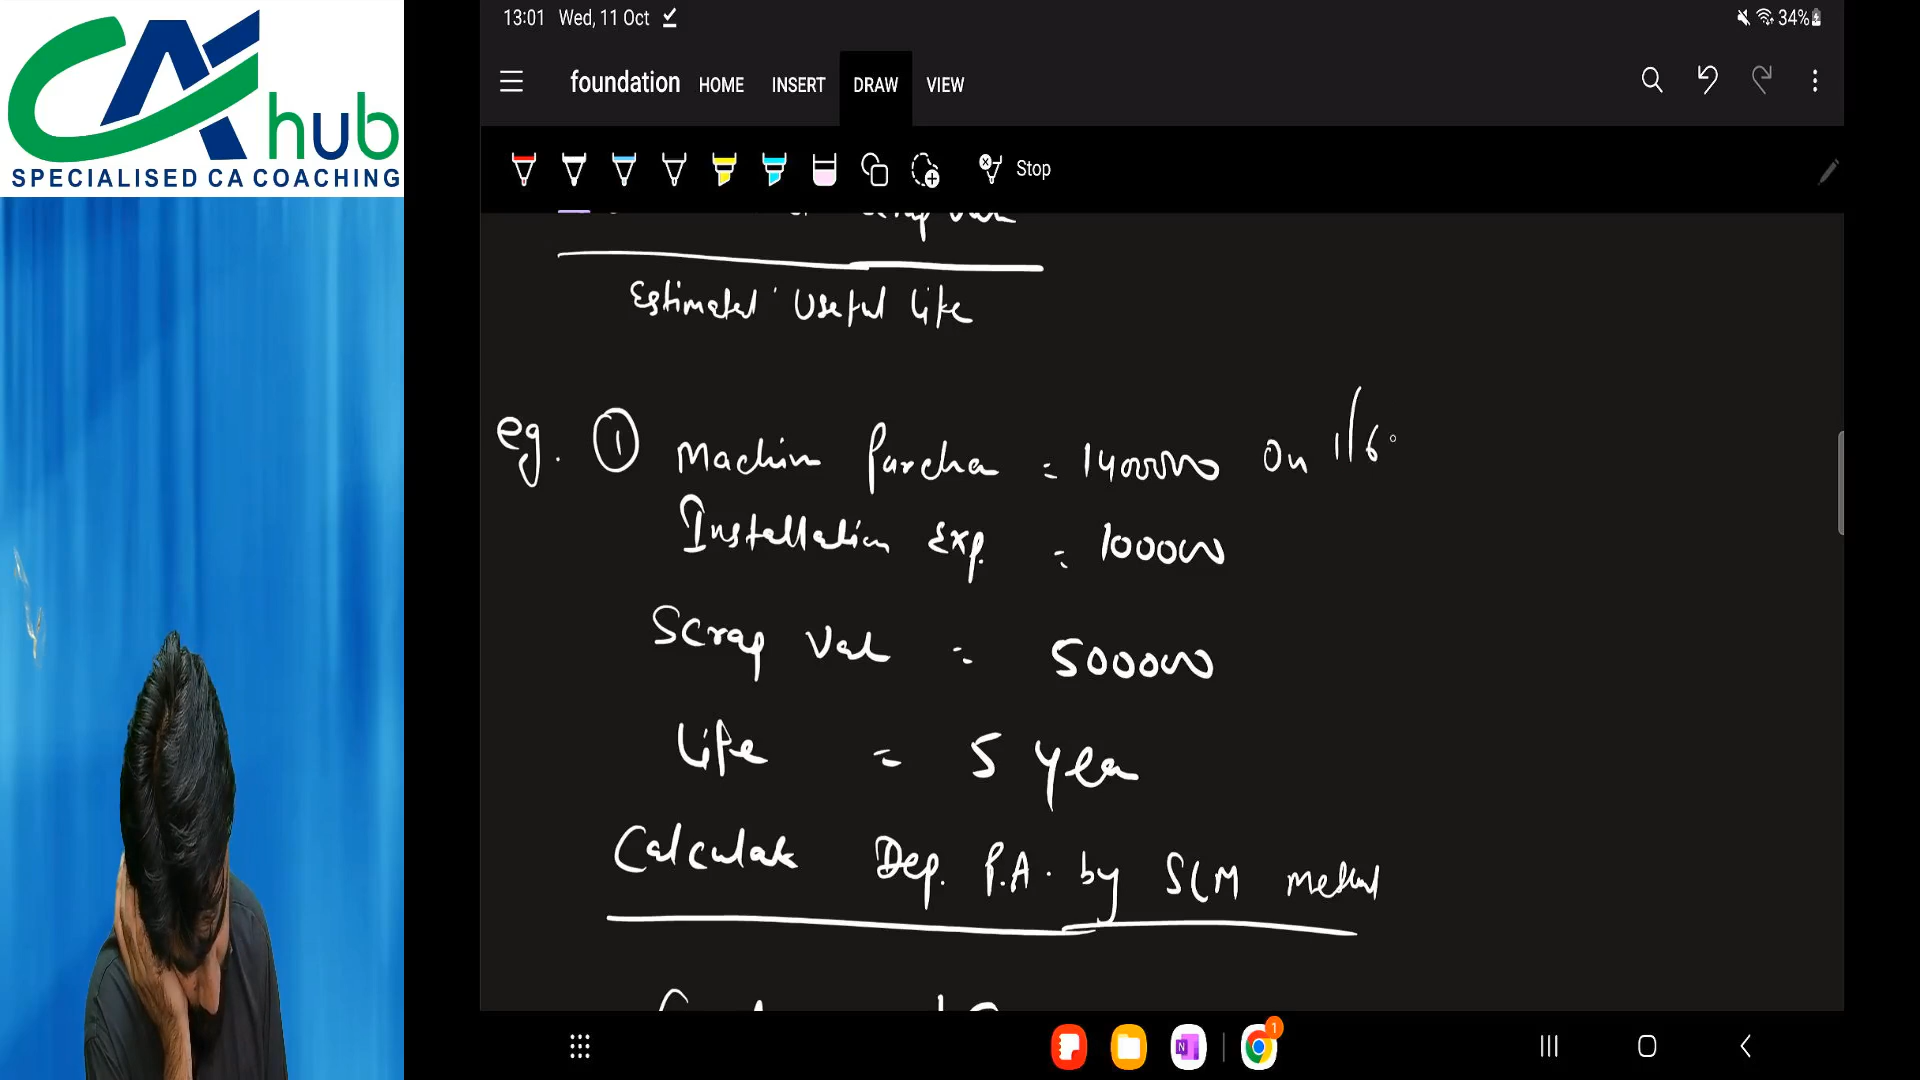 CA hub
SPECIALISED CA COACHING
13:01 Wed, 11 Oct 34%
foundation HOME INSERT DRAW VIEW
Stop
Estimated Useful Life
eg. ① Machine Purchase = 1400000 On 1/6
Installation Exp. = 100000
Scrap Val = 500000
Life = 5 Year
Calculate Dep. P.A. by SLM Method
N 1